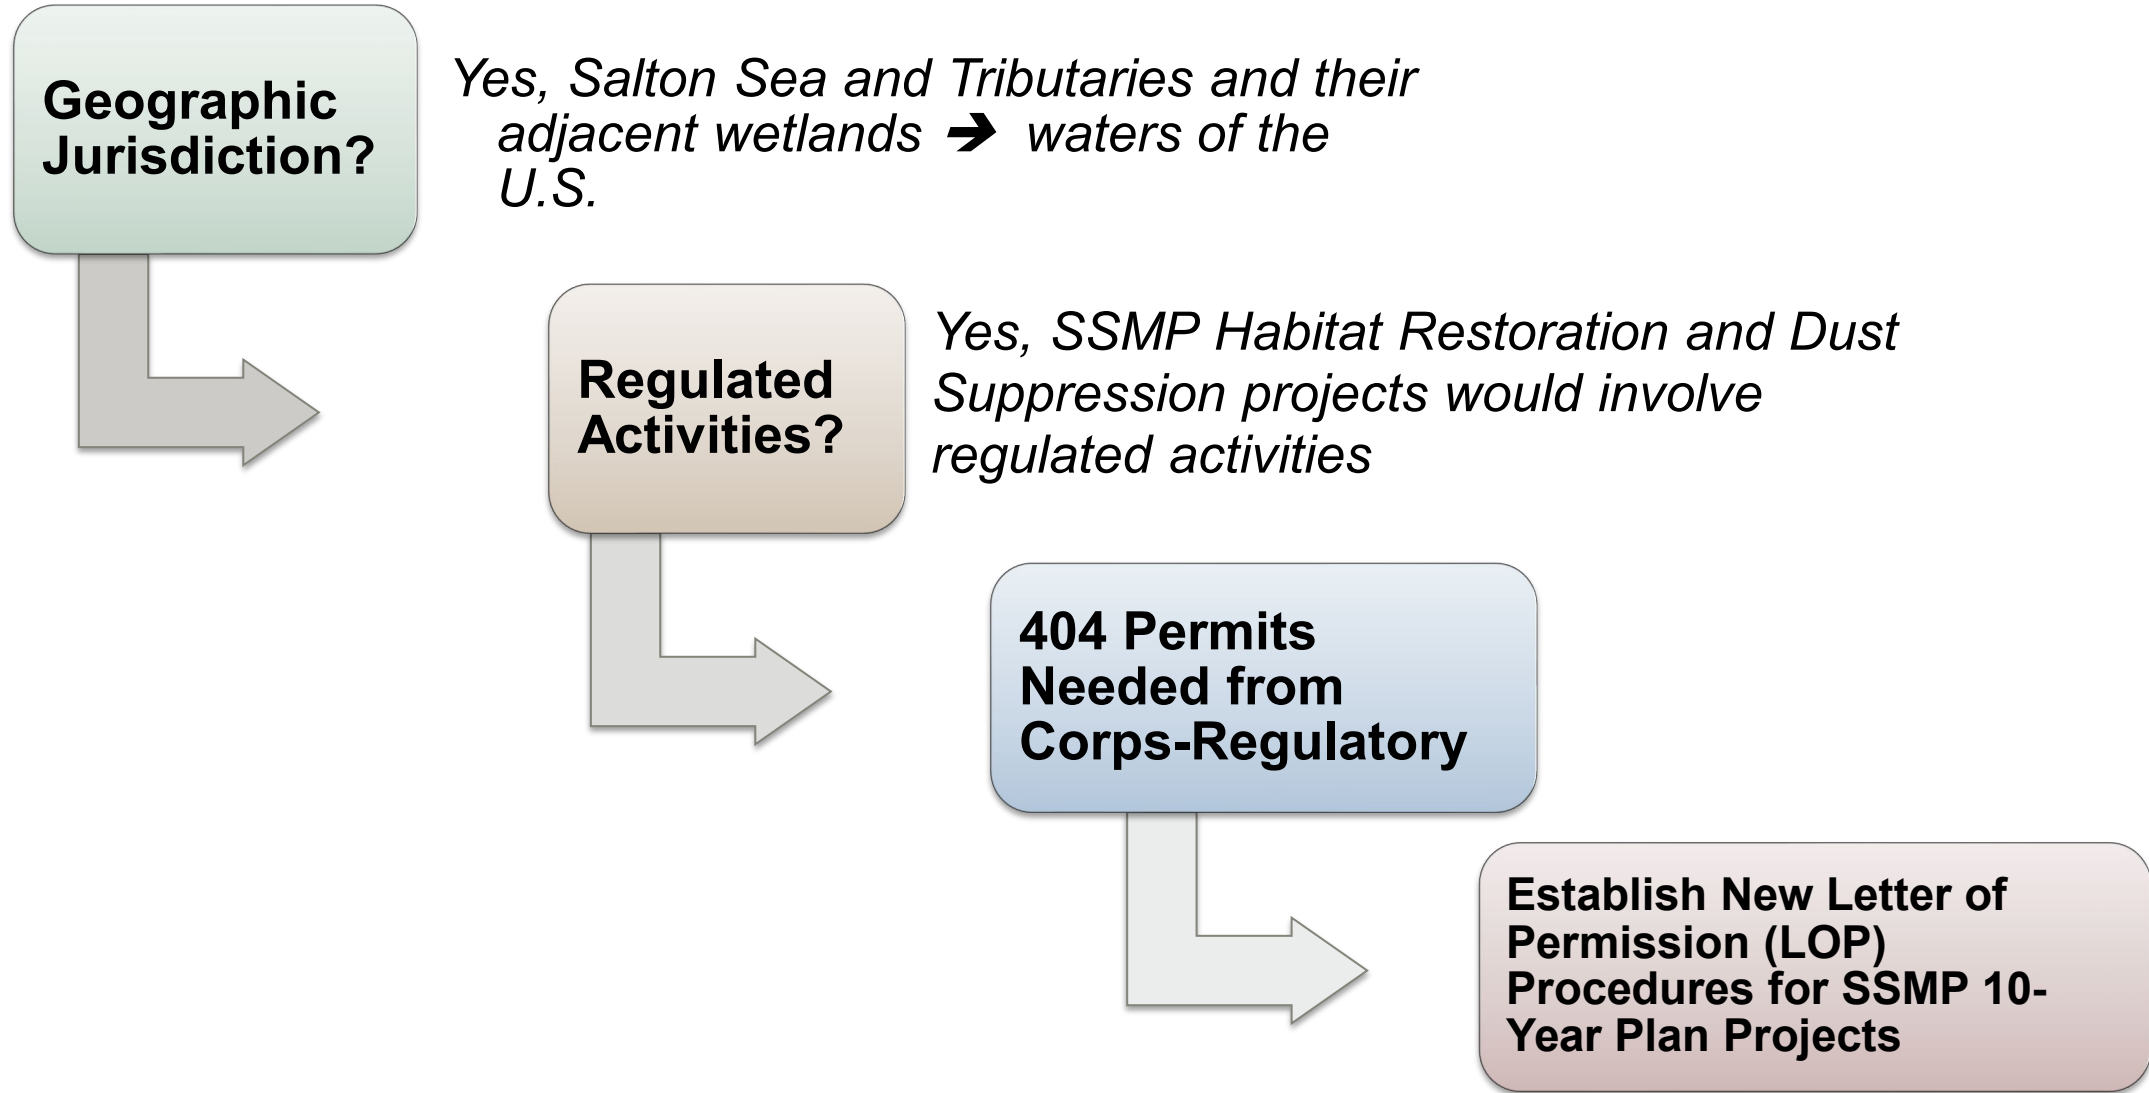 Geographic
Jurisdiction?
Yes, Salton Sea and Tributaries and their
adjacent wetlands ➔ waters of the
U.S.
Regulated
Activities?
Yes, SSMP Habitat Restoration and Dust
Suppression projects would involve
regulated activities
404 Permits
Needed from
Corps-Regulatory
Establish New Letter of
Permission (LOP)
Procedures for SSMP 10-
Year Plan Projects